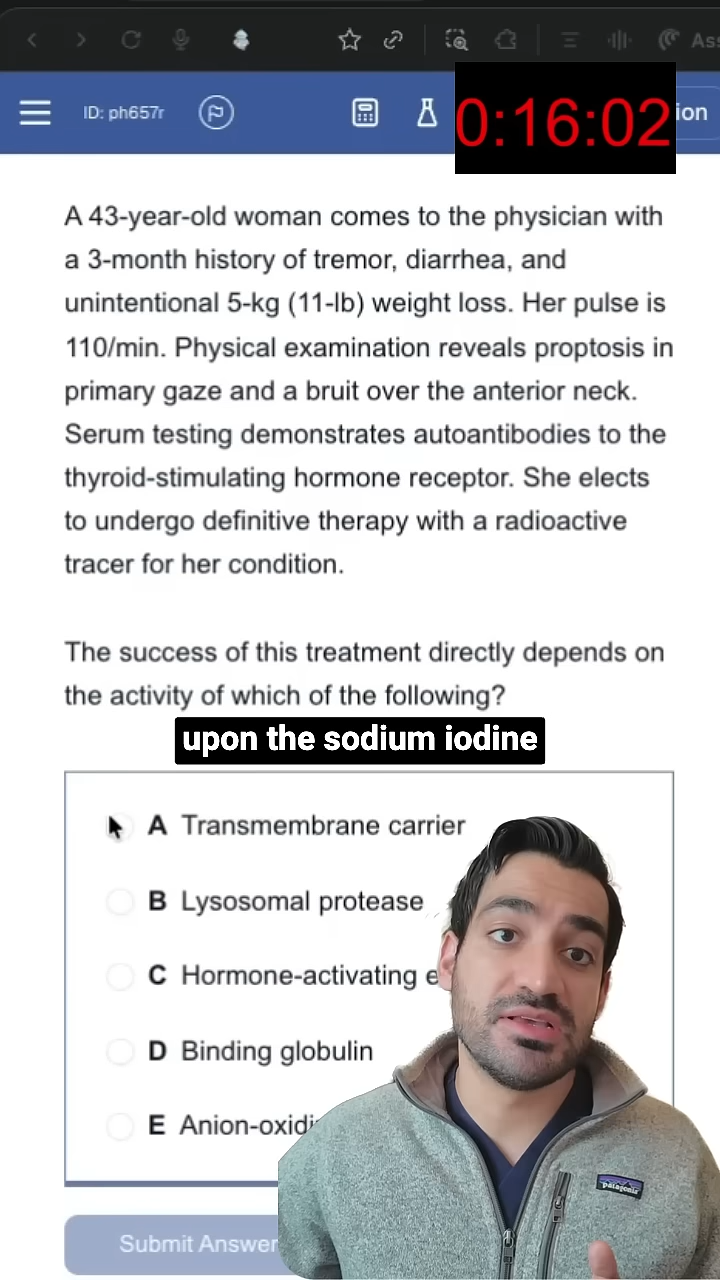 Ass
ID: ph657r
0:16:02
ion
A 43-year-old woman comes to the physician with
a 3-month history of tremor, diarrhea, and
unintentional 5-kg (11-lb) weight loss. Her pulse is
110/min. Physical examination reveals proptosis in
primary gaze and a bruit over the anterior neck.
Serum testing demonstrates autoantibodies to the
thyroid-stimulating hormone receptor. She elects
to undergo definitive therapy with a radioactive
tracer for her condition.
The success of this treatment directly depends on
the activity of which of the following?
upon the sodium iodine
A Transmembrane carrier
B Lysosomal protease
C Hormone-activating e
D Binding globulin
E Anion-oxidi
patagonia
Submit Answer